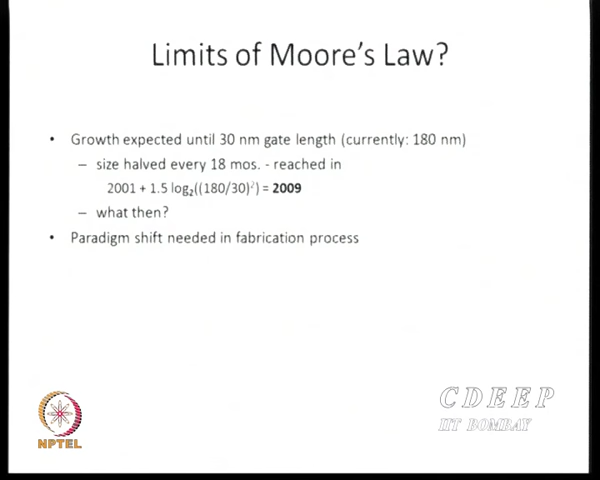 Limits of Moore's Law?
• Growth expected until 30 nm gate length (currently: 180 nm)
– size halved every 18 mos. - reached in
2001 + 1.5 log₂((180/30)²) = 2009
– what then?
• Paradigm shift needed in fabrication process
NPTEL
CDEEP
IIT BOMBAY